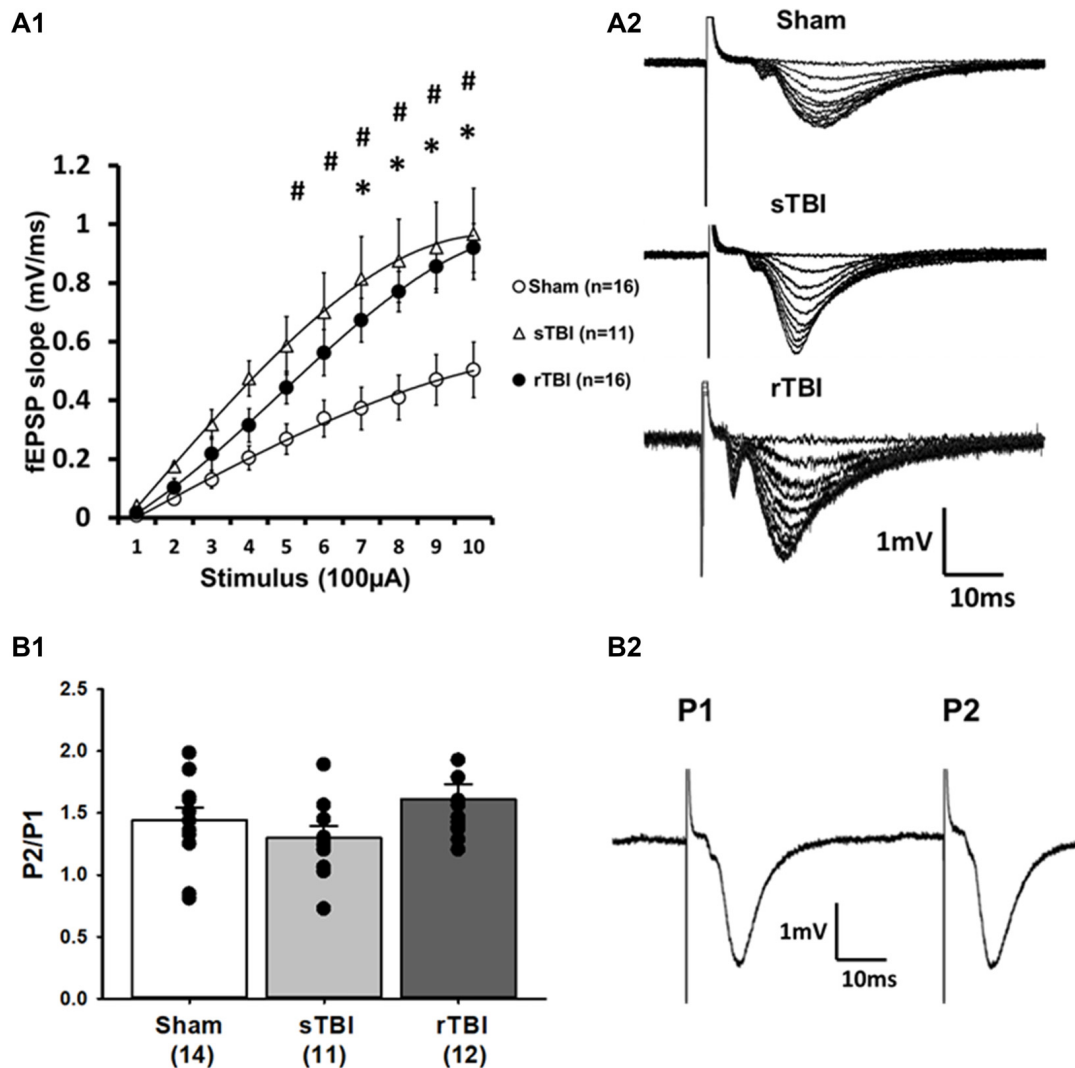 A1
# # # # # #
* * * *
1.2
1
0.8
0.6
0.4
0.2
0
fEPSP slope (mV/ms)
1 2 3 4 5 6 7 8 9 10
Stimulus (100µA)
Sham (n=16)
sTBI (n=11)
rTBI (n=16)
A2
Sham
sTBI
rTBI
1mV
10ms
B1
2.5
2.0
1.5
1.0
0.5
0.0
P2/P1
Sham sTBI rTBI
(14) (11) (12)
B2
P1 P2
1mV
10ms